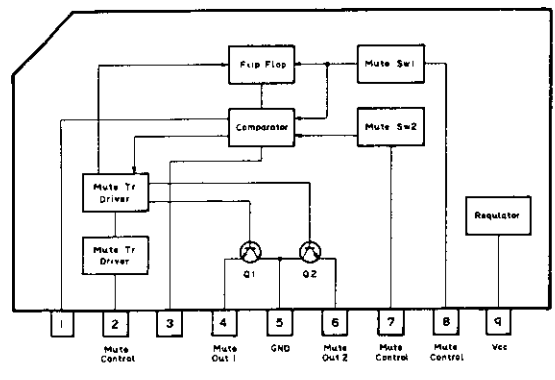 Flip Flop
Mute Sw1
Comparator
Mute Sw2
Mute Tr
Driver
Regulator
Mute Tr
Driver
Q1
Q2
1
2
3
4
5
6
7
8
9
Mute
Control
Mute
Out 1
GND
Mute
Out 2
Mute
Control
Mute
Control
Vcc